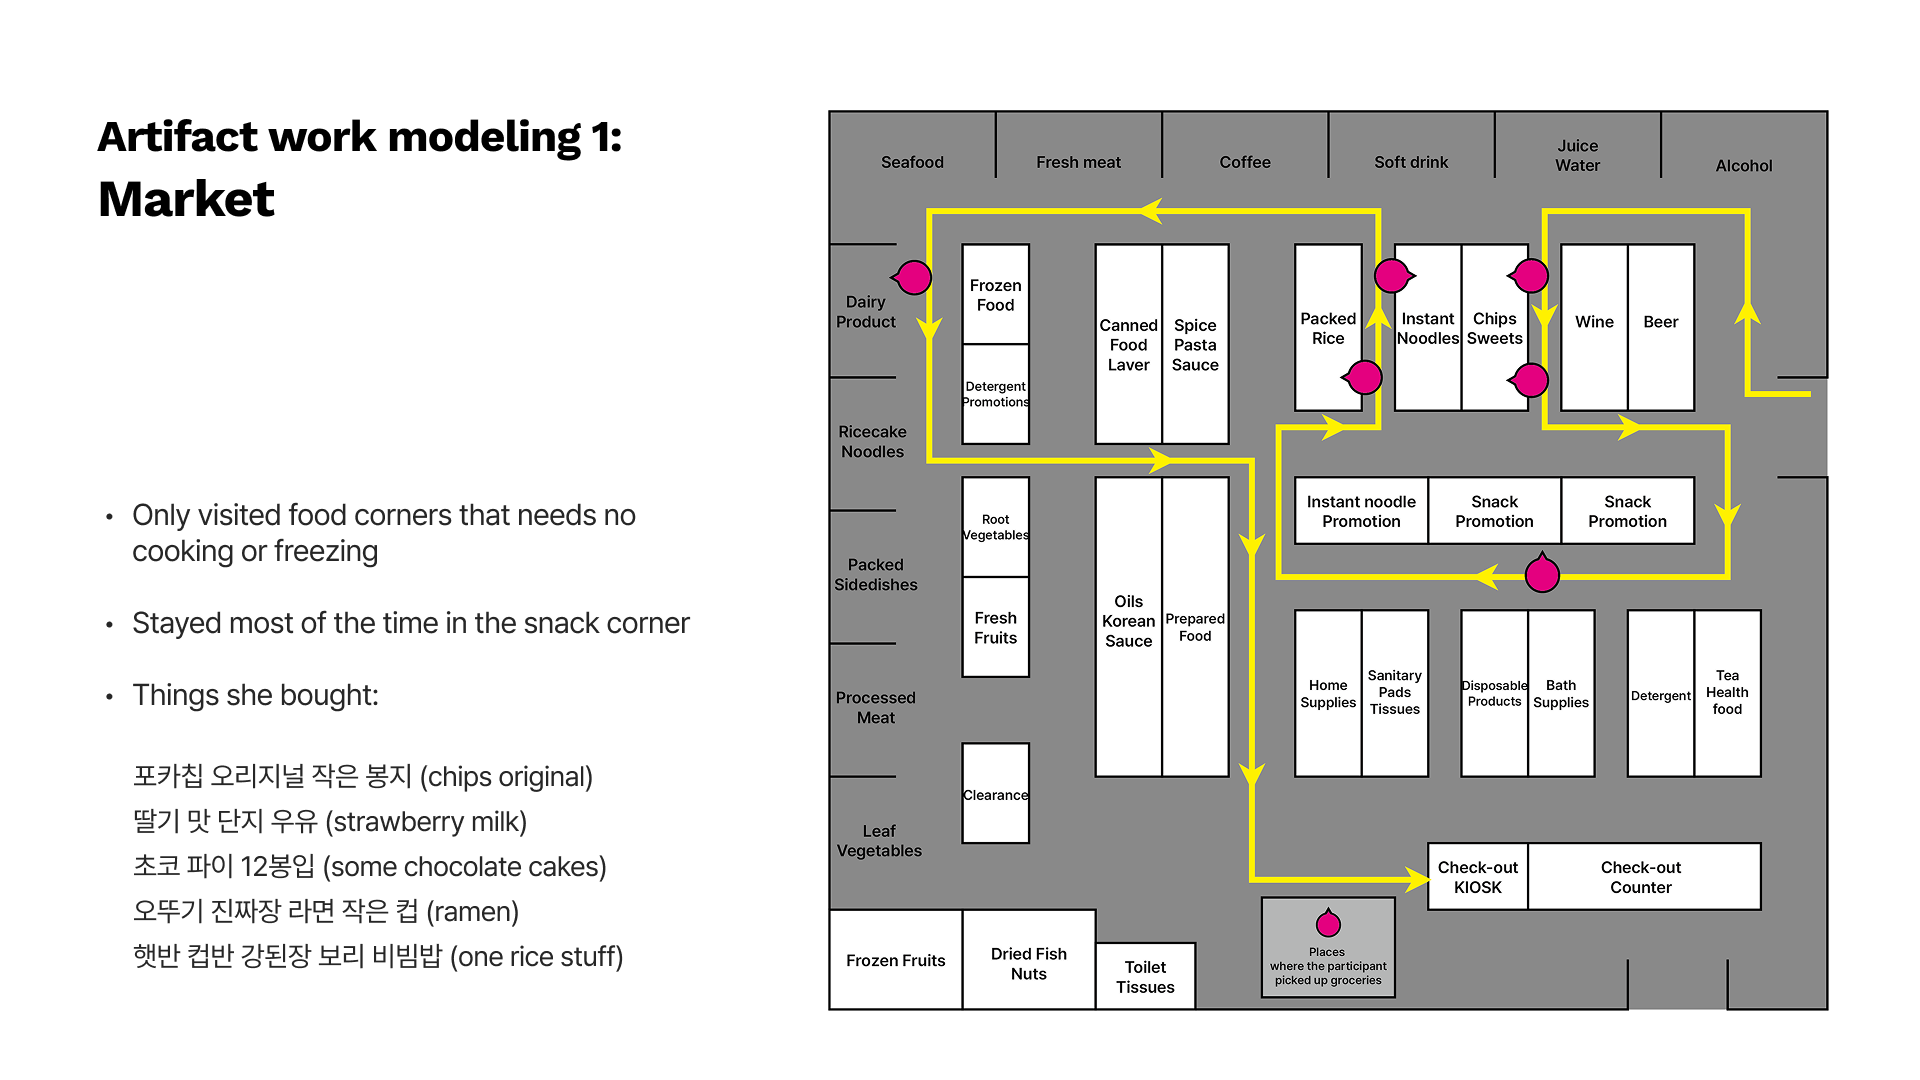 Artifact work modeling 1:
Market
• Only visited food corners that needs no
cooking or freezing
• Stayed most of the time in the snack corner
• Things she bought:
포카칩 오리지널 작은 봉지 (chips original)
딸기 맛 단지 우유 (strawberry milk)
초코 파이 12봉입 (some chocolate cakes)
오뚜기 진짜장 라면 작은 컵 (ramen)
햇반 컵반 강된장 보리 비빔밥 (one rice stuff)
Seafood
Fresh meat
Coffee
Soft drink
Juice
Water
Alcohol
Dairy
Product
Frozen
Food
Detergent
Promotions
Canned
Food
Laver
Spice
Pasta
Sauce
Packed
Rice
Instant
Noodles
Chips
Sweets
Wine
Beer
Ricecake
Noodles
Packed
Sidedishes
Root
Vegetables
Fresh
Fruits
Oils
Korean
Sauce
Prepared
Food
Instant noodle
Promotion
Snack
Promotion
Snack
Promotion
Processed
Meat
Home
Supplies
Sanitary
Pads
Tissues
Disposable
Products
Bath
Supplies
Detergent
Tea
Health
food
Clearance
Leaf
Vegetables
Check-out
KIOSK
Check-out
Counter
Frozen Fruits
Dried Fish
Nuts
Toilet
Tissues
Places
where the participant
picked up groceries